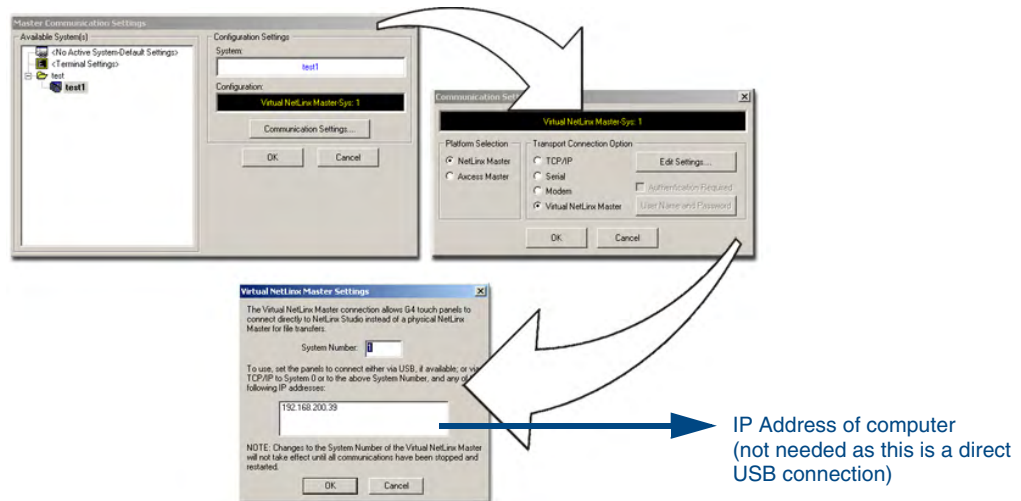 Master Communication Settings
Available System(s)
<No Active System-Default Settings>
<Terminal Settings>
test
test1
Configuration Settings
System:
test1
Configuration:
Virtual NetLinx Master-Sys: 1
Communication Settings...
OK
Cancel
Communication Set
Virtual NetLinx Master-Sys: 1
Platform Selection
NetLinx Master
Axcess Master
Transport Connection Option
TCP/IP
Serial
Modem
Virtual NetLinx Master
Edit Settings...
Authentication Required
User Name and Password
OK
Cancel
Virtual NetLinx Master Settings
The Virtual NetLinx Master connection allows G4 touch panels to
connect directly to NetLinx Studio instead of a physical NetLinx
Master for file transfers.
System Number: 1
To use, set the panels to connect either via USB, if available; or via
TCP/IP to System 0 or to the above System Number, and any of
following IP addresses:
192.168.200.39
NOTE: Changes to the System Number of the Virtual NetLinx Master
will not take effect until all communications have been stopped and
restarted.
OK
Cancel
IP Address of computer
(not needed as this is a direct
USB connection)